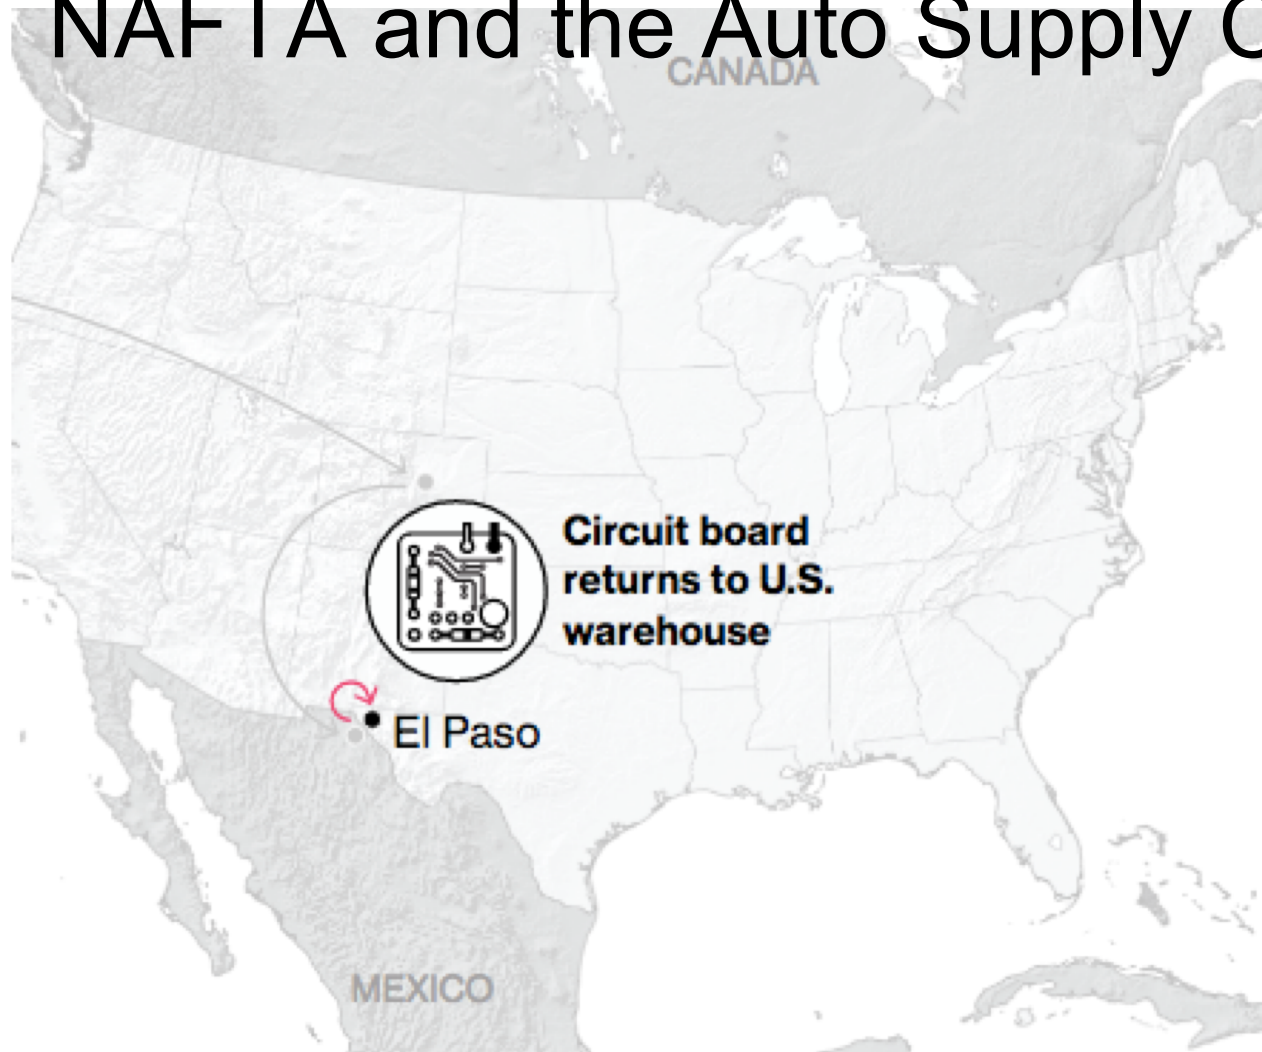 NAFTA and the Auto Supply C
CANADA
Circuit board
returns to U.S.
warehouse
El Paso
MEXICO